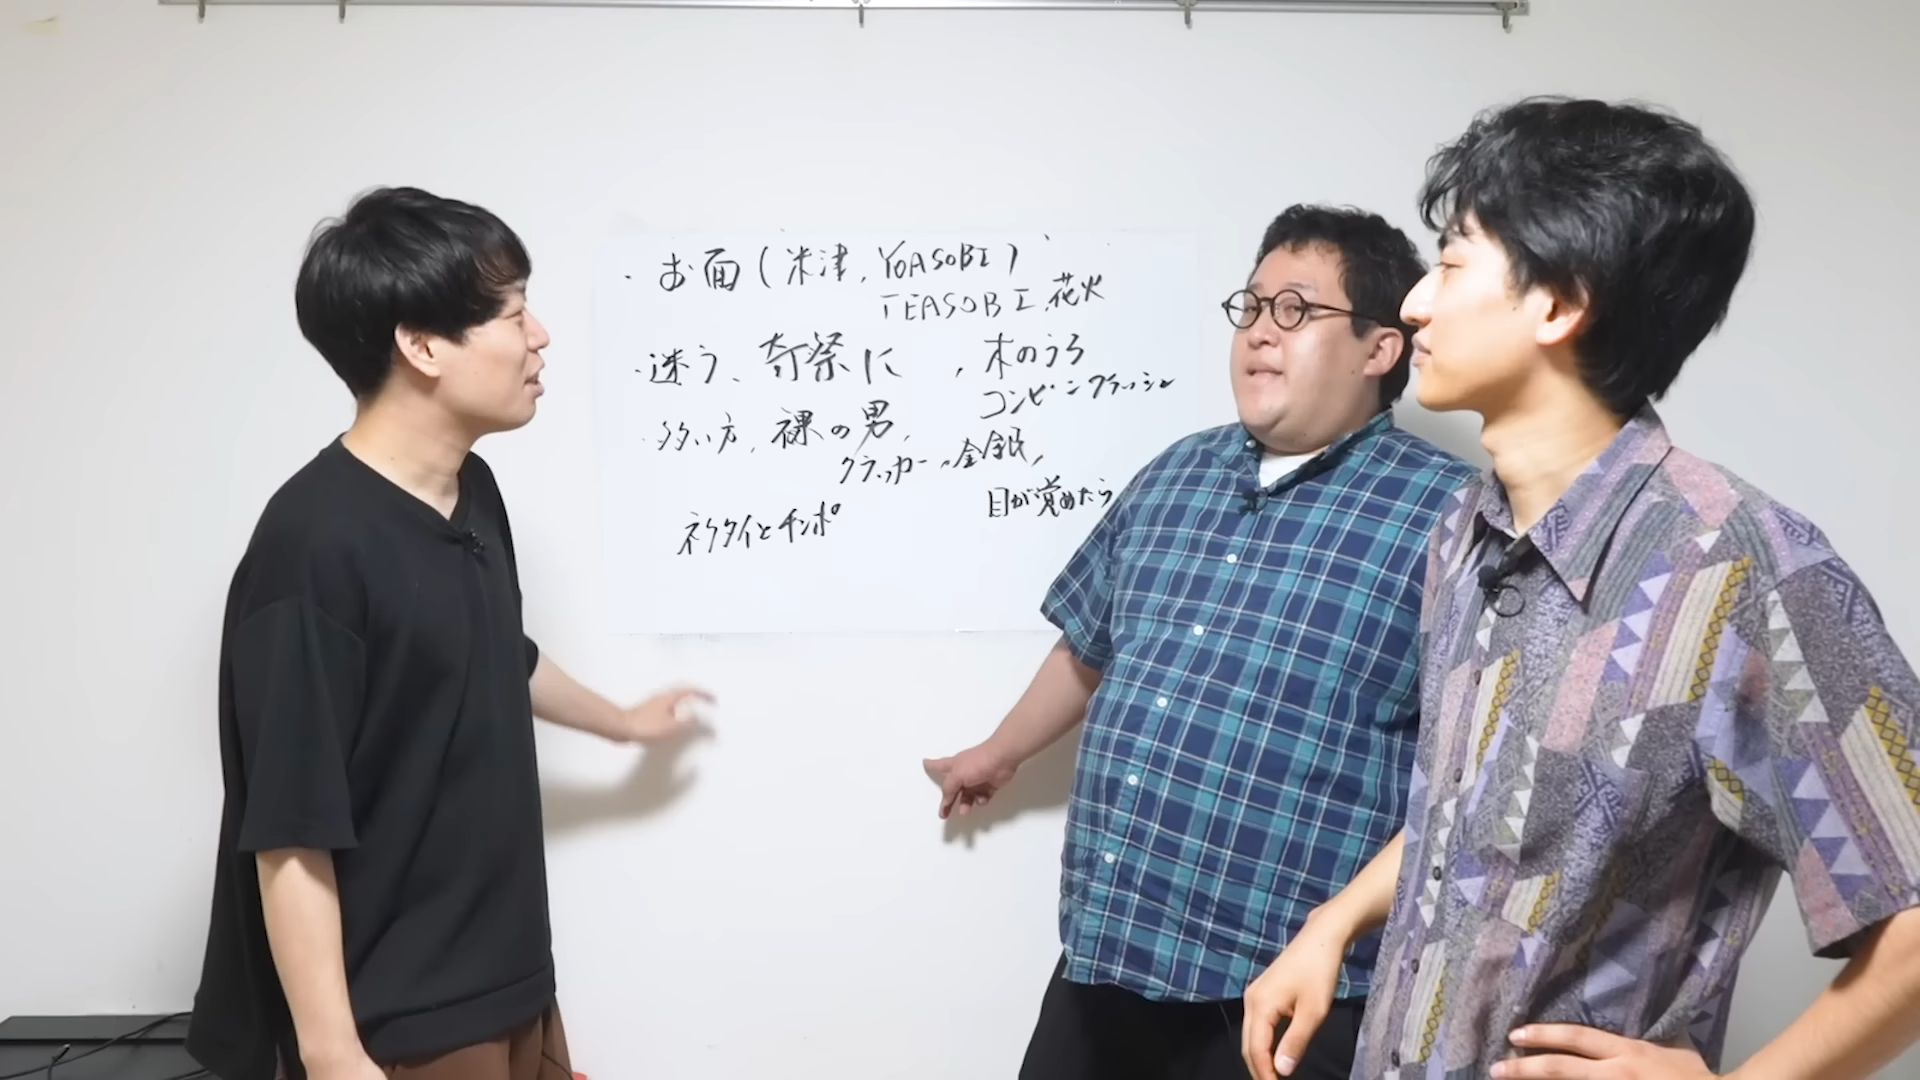 ・お面(米津,YOASOBI)
TEASOBI,花火
・迷う、奇祭に,木のうろ
コンビニクラッシュ
・多い方,裸の男,
クラッカー,金銀,
目が覚めたら
ネクタイとチンポ